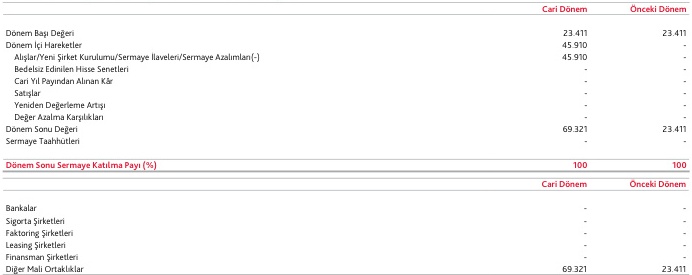 Cari Dönem Önceki Dönem
Dönem Başı Değeri 23.411 23.411
Dönem İçi Hareketler 45.910 -
Alışlar/Yeni Şirket Kurulumu/Sermaye İlaveleri/Sermaye Azalımları(-) 45.910 -
Bedelsiz Edinilen Hisse Senetleri - -
Cari Yıl Payından Alınan Kâr - -
Satışlar - -
Yeniden Değerleme Artışı - -
Değer Azalma Karşılıkları - -
Dönem Sonu Değeri 69.321 23.411
Sermaye Taahhütleri - -
Dönem Sonu Sermaye Katılma Payı (%) 100 100
Cari Dönem Önceki Dönem
Bankalar - -
Sigorta Şirketleri - -
Faktoring Şirketleri - -
Leasing Şirketleri - -
Finansman Şirketleri - -
Diğer Mali Ortaklıklar 69.321 23.411